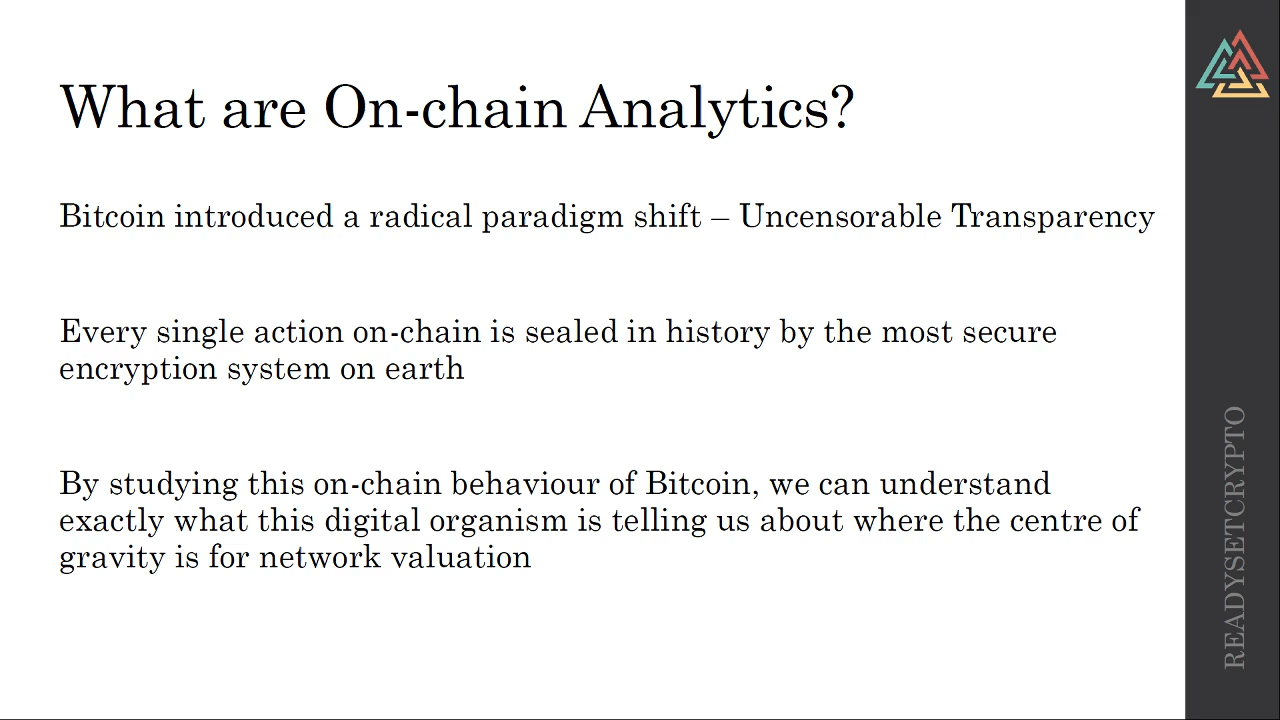 What are On-chain Analytics?
Bitcoin introduced a radical paradigm shift – Uncensorable Transparency
Every single action on-chain is sealed in history by the most secure
encryption system on earth
By studying this on-chain behaviour of Bitcoin, we can understand
exactly what this digital organism is telling us about where the centre of
gravity is for network valuation
READYSETCRYPTO